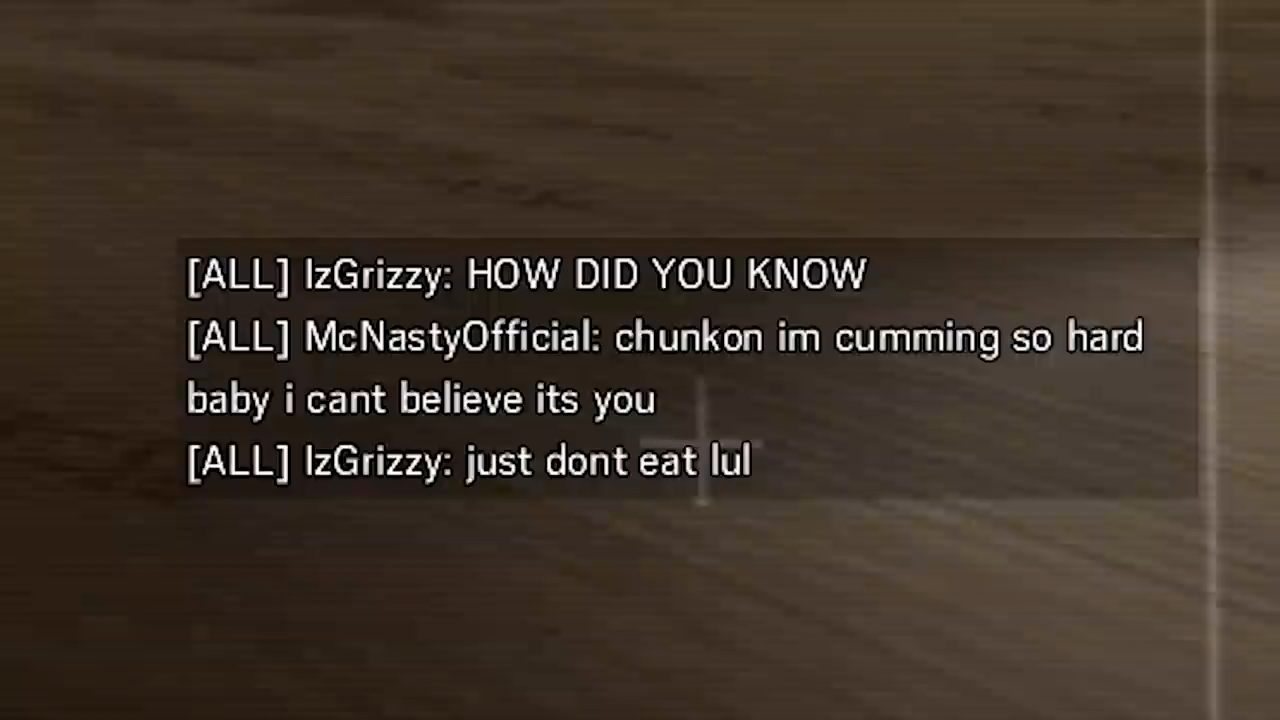 [ALL] IzGrizzy: HOW DID YOU KNOW
[ALL] McNastyOfficial: chunkon im cumming so hard
baby i cant believe its you
[ALL] IzGrizzy: just dont eat lul